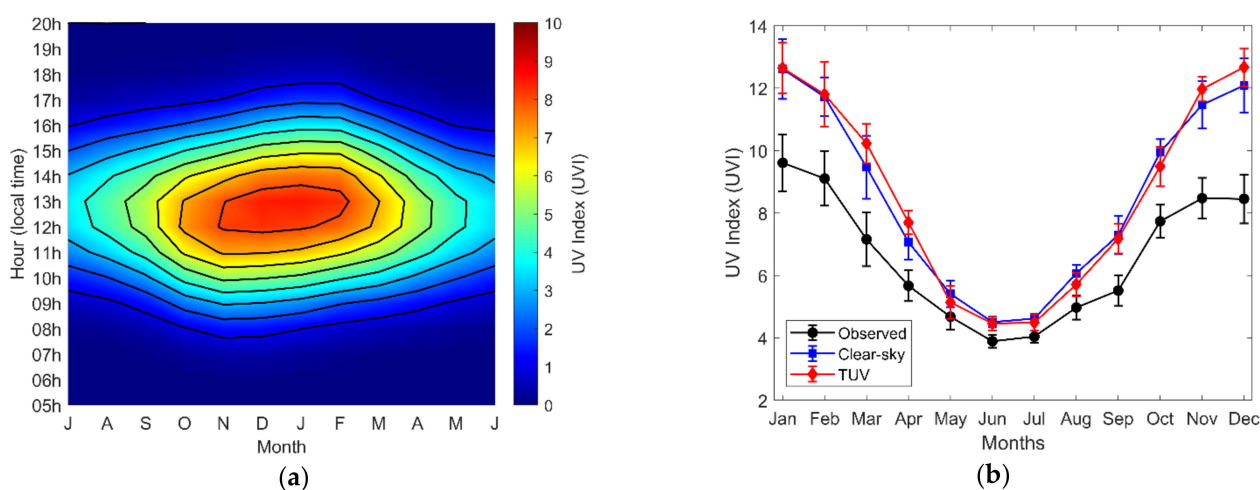 20h
19h
18h
17h
16h
15h
14h
13h
12h
11h
10h
09h
08h
07h
06h
05h
Hour (local time)
J A S O N D J F M A M J
Month
10
9
8
7
6
5
4
3
2
1
0
UV Index (UVI)
(a)
14
12
10
8
6
4
2
UV Index (UVI)
Observed
Clear-sky
TUV
Jan Feb Mar Apr May Jun Jul Aug Sep Oct Nov Dec
Months
(b)